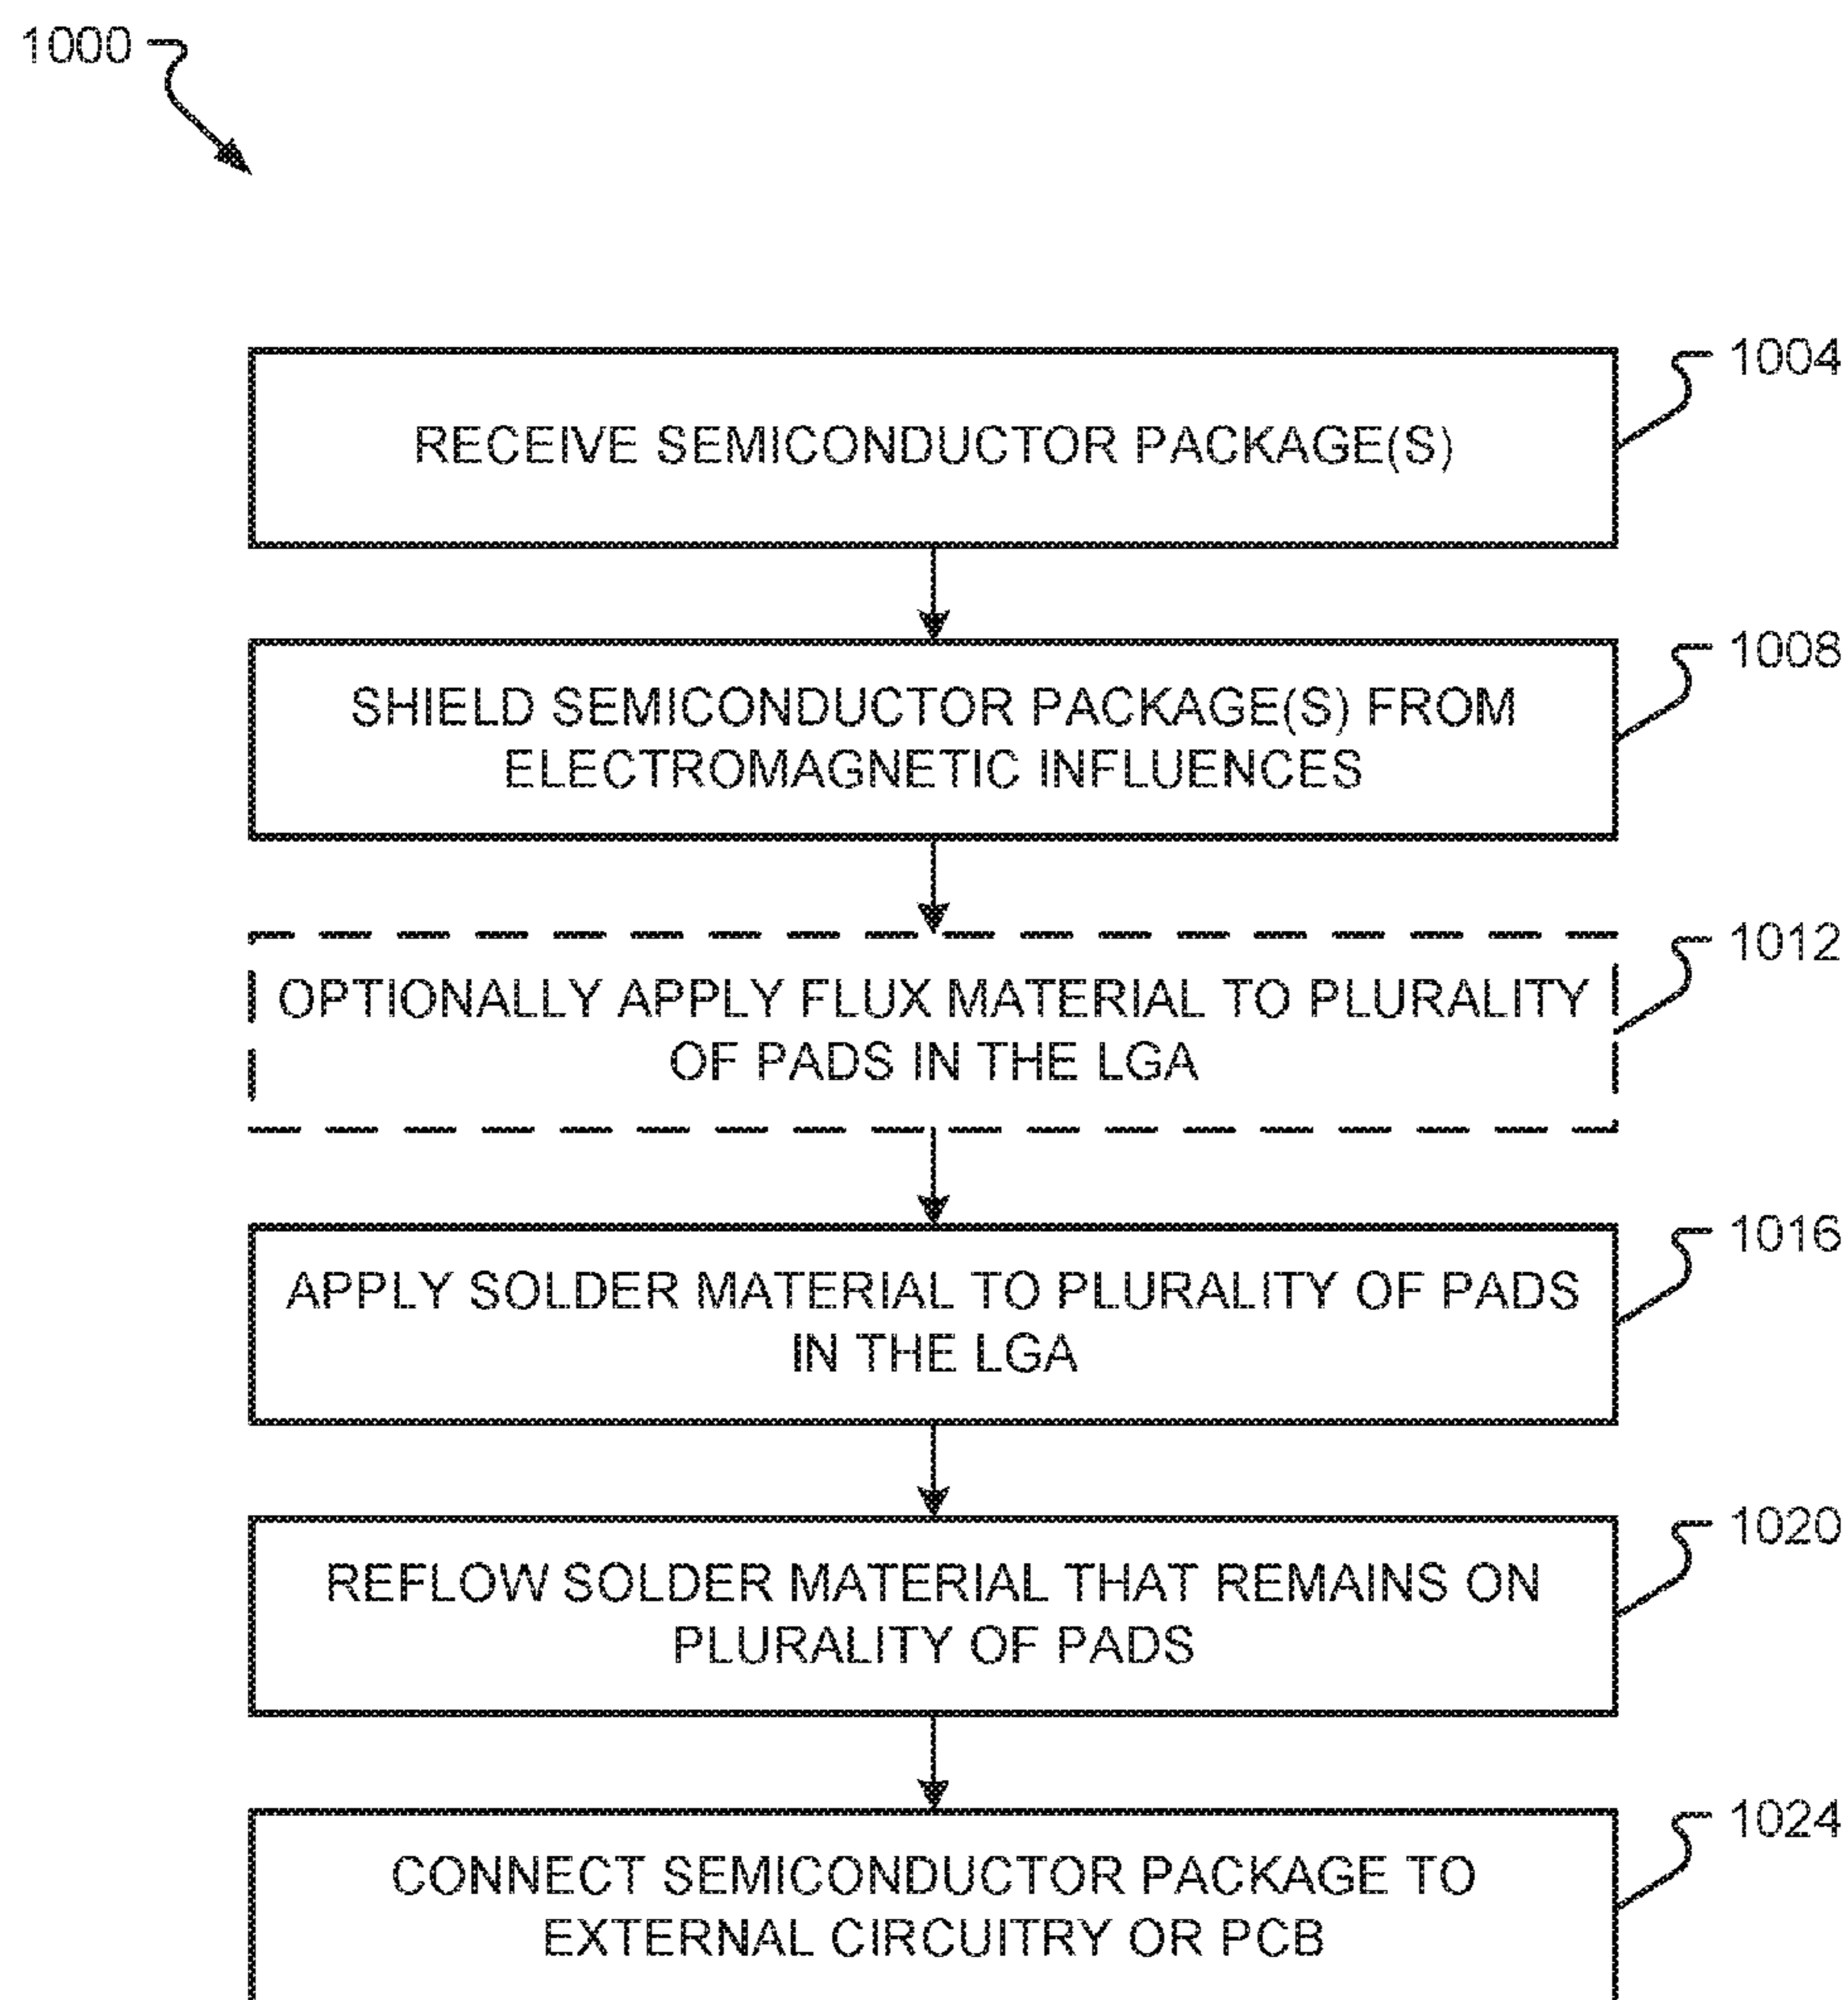 1000
1004
RECEIVE SEMICONDUCTOR PACKAGE(S)
1008
SHIELD SEMICONDUCTOR PACKAGE(S) FROM
ELECTROMAGNETIC INFLUENCES
1012
OPTIONALLY APPLY FLUX MATERIAL TO PLURALITY
OF PADS IN THE LGA
1016
APPLY SOLDER MATERIAL TO PLURALITY OF PADS
IN THE LGA
1020
REFLOW SOLDER MATERIAL THAT REMAINS ON
PLURALITY OF PADS
1024
CONNECT SEMICONDUCTOR PACKAGE TO
EXTERNAL CIRCUITRY OR PCB